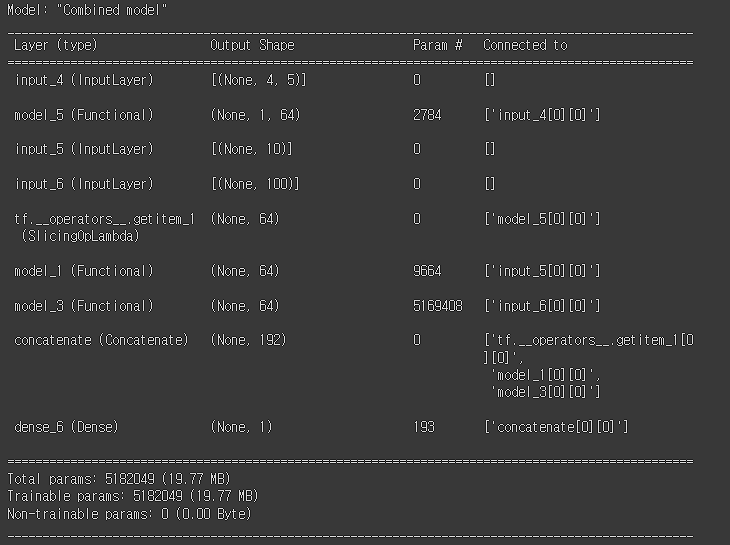 Model: "Combined model"
Layer (type) Output Shape Param # Connected to
input_4 (InputLayer) [(None, 4, 5)] 0 []
model_5 (Functional) (None, 1, 64) 2784 ['input_4[0][0]']
input_5 (InputLayer) [(None, 10)] 0 []
input_6 (InputLayer) [(None, 100)] 0 []
tf.__operators__.getitem_1 (None, 64) 0 ['model_5[0][0]']
(SlicingOpLambda)
model_1 (Functional) (None, 64) 9664 ['input_5[0][0]']
model_3 (Functional) (None, 64) 5169408 ['input_6[0][0]']
concatenate (Concatenate) (None, 192) 0 ['tf.__operators__.getitem_1[0
][0]',
'model_1[0][0]',
'model_3[0][0]']
dense_6 (Dense) (None, 1) 193 ['concatenate[0][0]']
Total params: 5182049 (19.77 MB)
Trainable params: 5182049 (19.77 MB)
Non-trainable params: 0 (0.00 Byte)